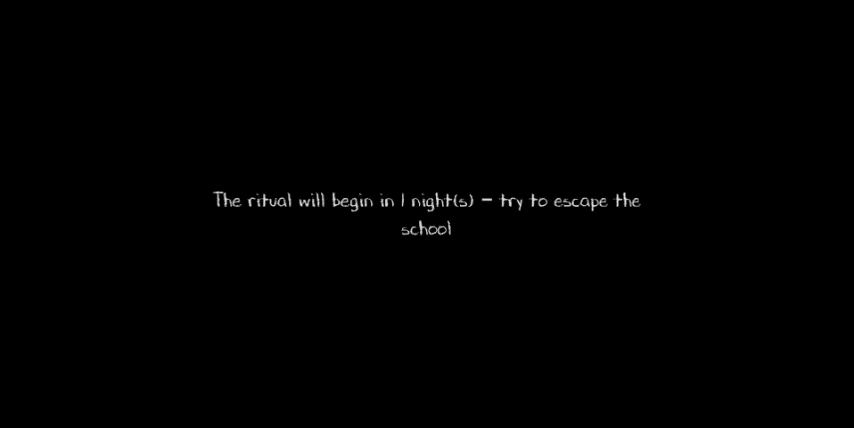 The ritual will begin in 1 night(s) - try to escape the
school